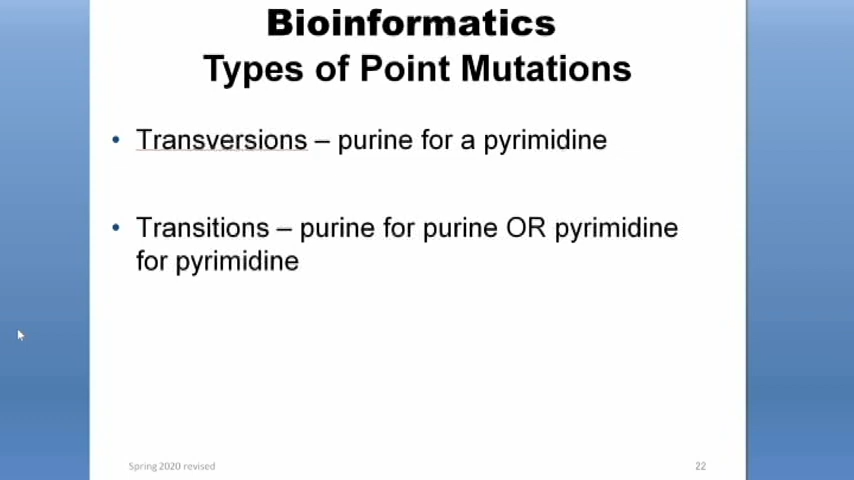 Bioinformatics
Types of Point Mutations
• Transversions – purine for a pyrimidine
• Transitions – purine for purine OR pyrimidine
for pyrimidine
Spring 2020 revised
22